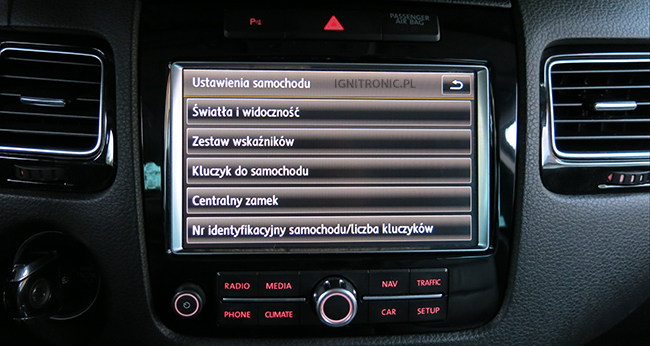 P
PASSENGER
AIR BAG
Ustawienia samochodu
IGNITRONIC.PL
Światła i widoczność
Zestaw wskaźników
Kluczyk do samochodu
Centralny zamek
Nr identyfikacyjny samochodu/liczba kluczyków
RADIO MEDIA NAV TRAFFIC
PHONE CLIMATE CAR SETUP